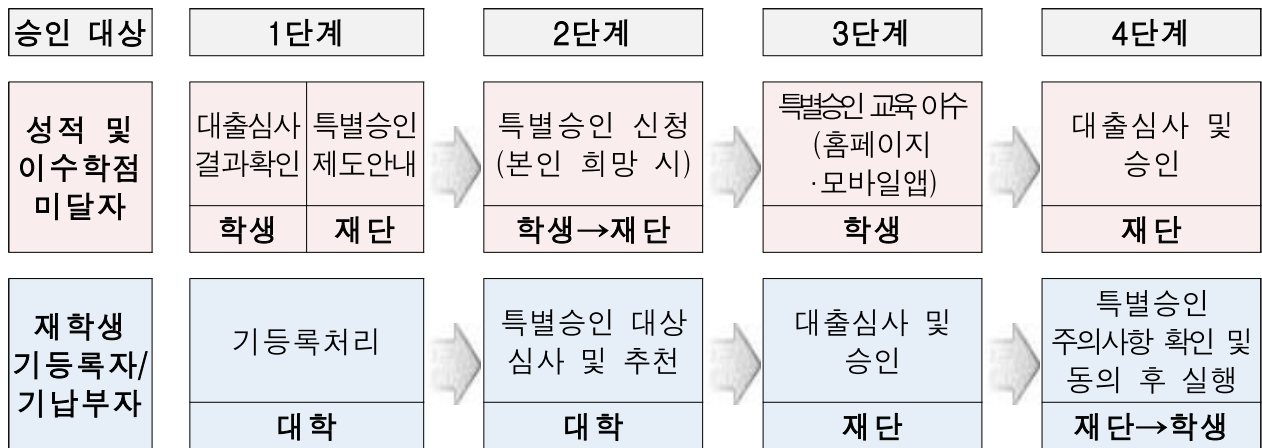 승인 대상
1단계
2단계
3단계
4단계
성적 및
이수학점
미달자
대출심사
결과확인
학생
특별승인
제도안내
재단
특별승인 신청
(본인 희망 시)
학생→재단
특별승인 교육 이수
(홈페이지
·모바일앱)
학생
대출심사 및
승인
재단
재학생
기등록자/
기납부자
기등록처리
대학
특별승인 대상
심사 및 추천
대학
대출심사 및
승인
재단
특별승인
주의사항 확인 및
동의 후 실행
재단→학생